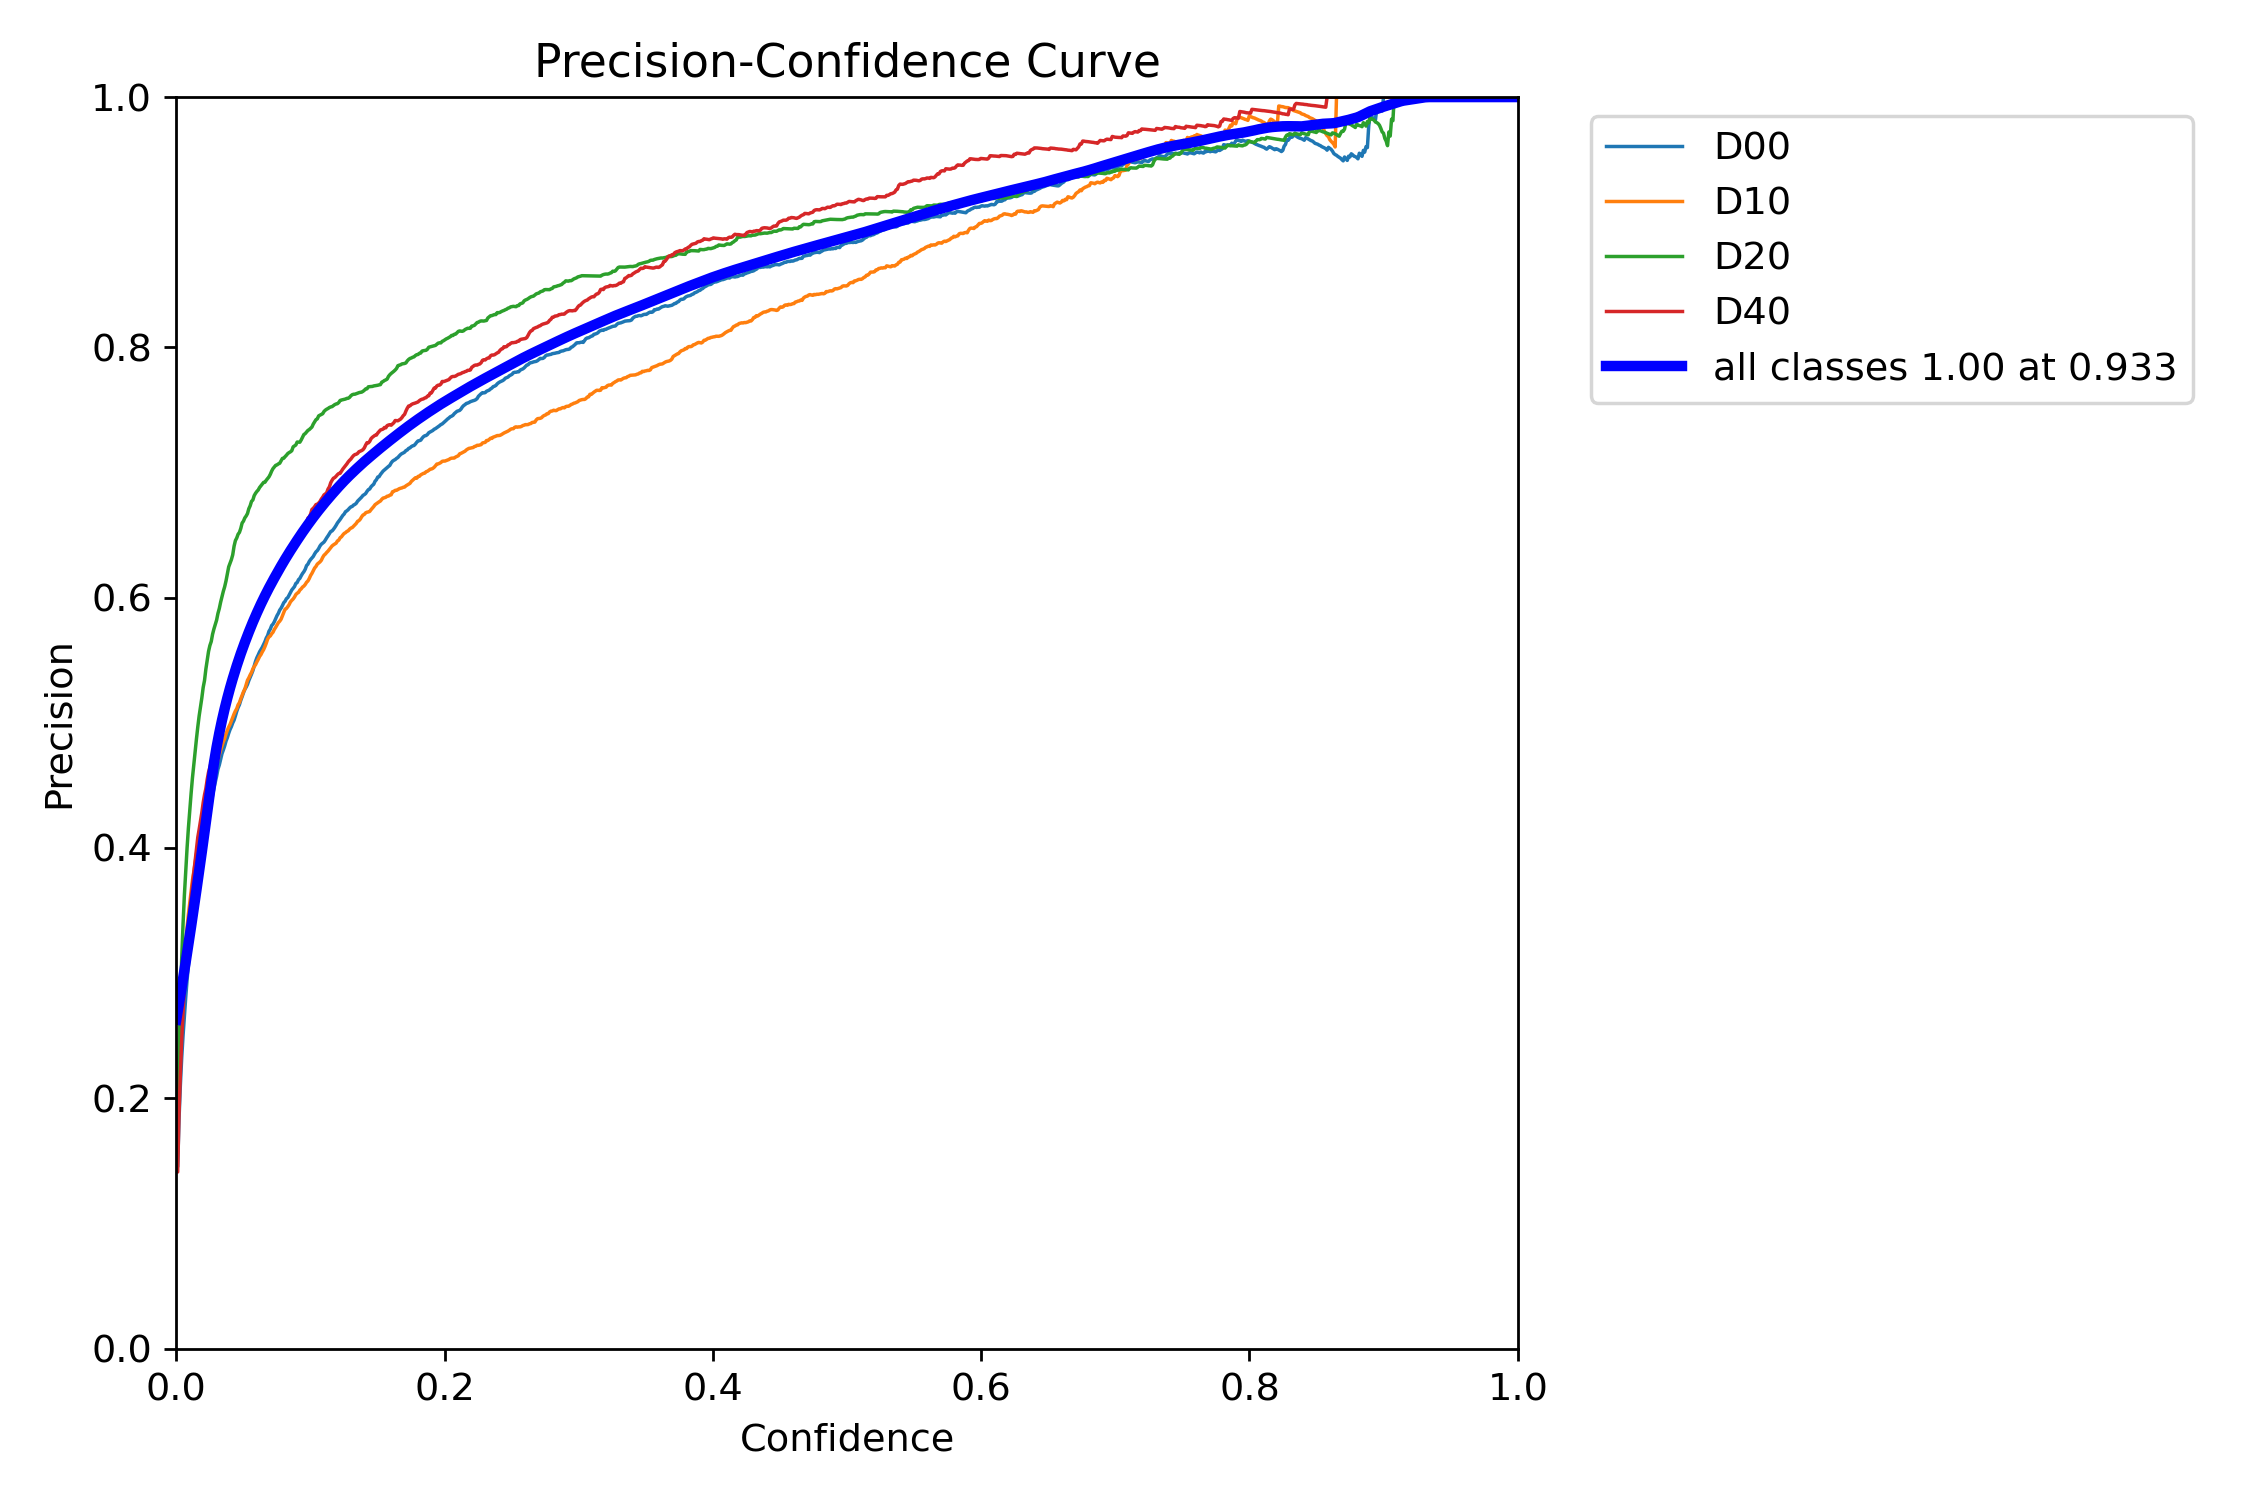 Precision-Confidence Curve
1.0
0.8
0.6
0.4
0.2
0.0
Precision
0.0 0.2 0.4 0.6 0.8 1.0
Confidence
D00
D10
D20
D40
all classes 1.00 at 0.933